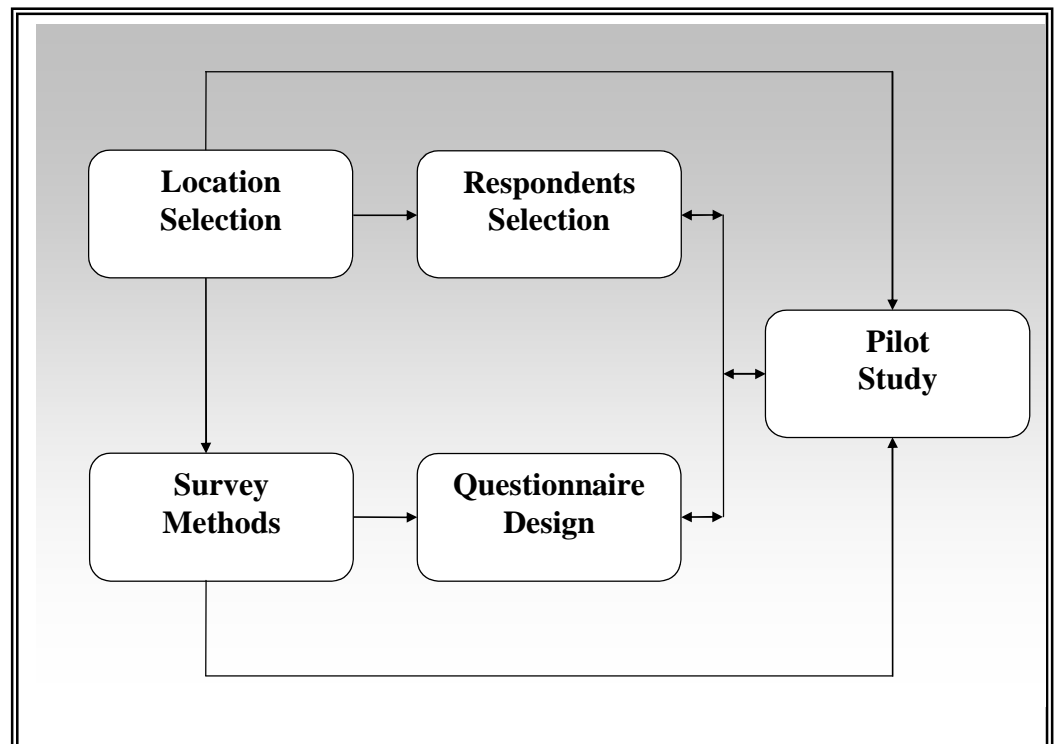 Location
Selection
Respondents
Selection
Pilot
Study
Survey
Methods
Questionnaire
Design